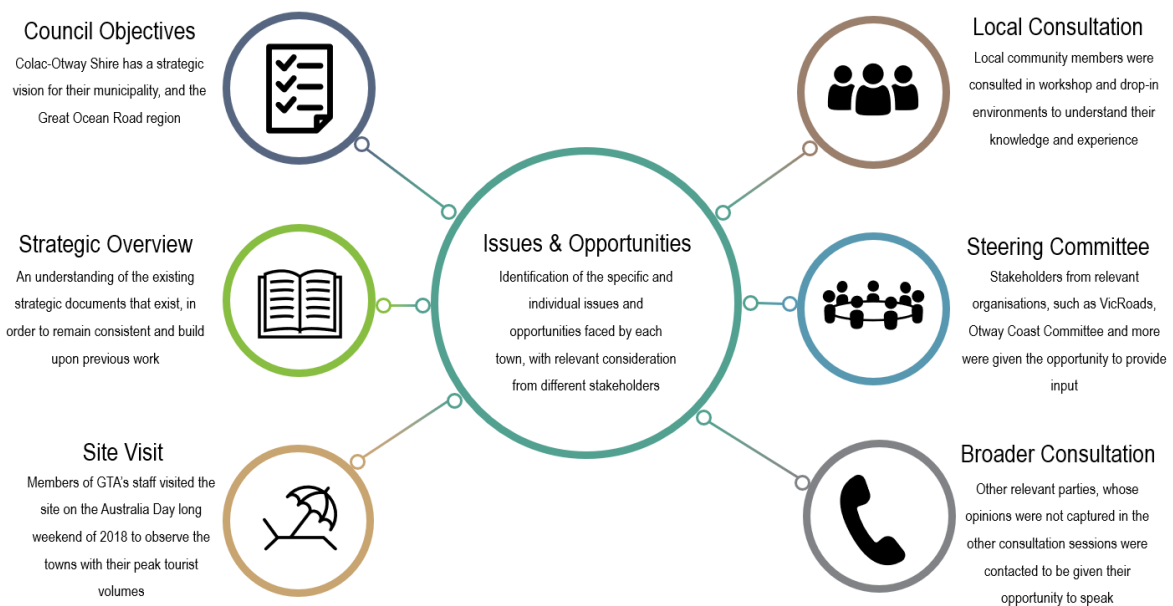 Council Objectives
Colac-Otway Shire has a strategic
vision for their municipality, and the
Great Ocean Road region
Strategic Overview
An understanding of the existing
strategic documents that exist, in
order to remain consistent and build
upon previous work
Site Visit
Members of GTA's staff visited the
site on the Australia Day long
weekend of 2018 to observe the
towns with their peak tourist
volumes
Issues & Opportunities
Identification of the specific and
individual issues and
opportunities faced by each
town, with relevant consideration
from different stakeholders
Local Consultation
Local community members were
consulted in workshop and drop-in
environments to understand their
knowledge and experience
Steering Committee
Stakeholders from relevant
organisations, such as VicRoads,
Otway Coast Committee and more
were given the opportunity to provide
input
Broader Consultation
Other relevant parties, whose
opinions were not captured in the
other consultation sessions were
contacted to be given their
opportunity to speak